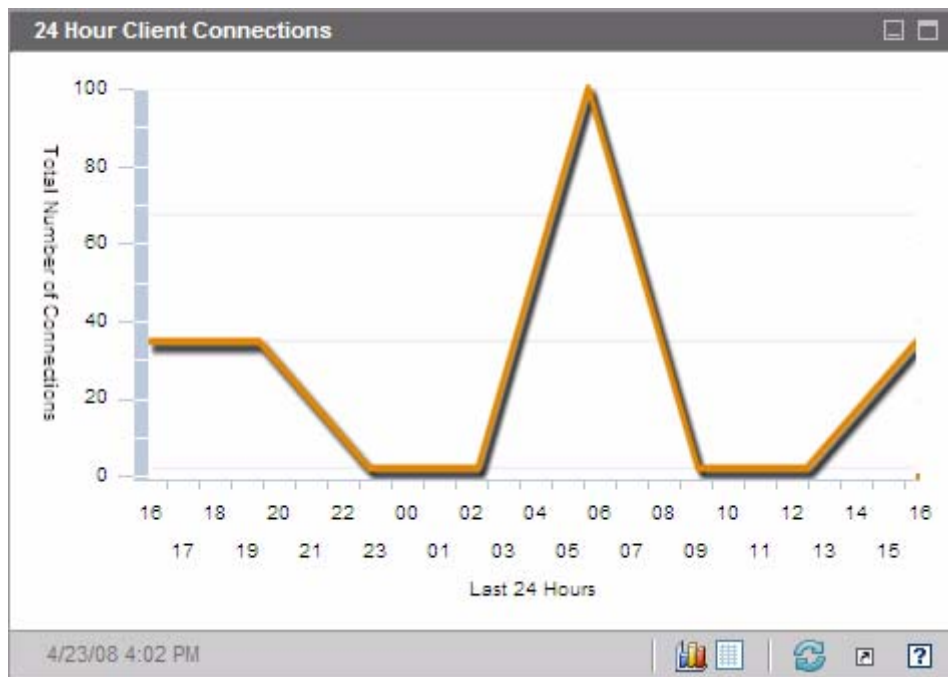 24 Hour Client Connections
Total Number of Connections
100
80
60
40
20
0
16 18 20 22 00 02 04 06 08 10 12 14 16
17 19 21 23 01 03 05 07 09 11 13 15
Last 24 Hours
4/23/08 4:02 PM
?